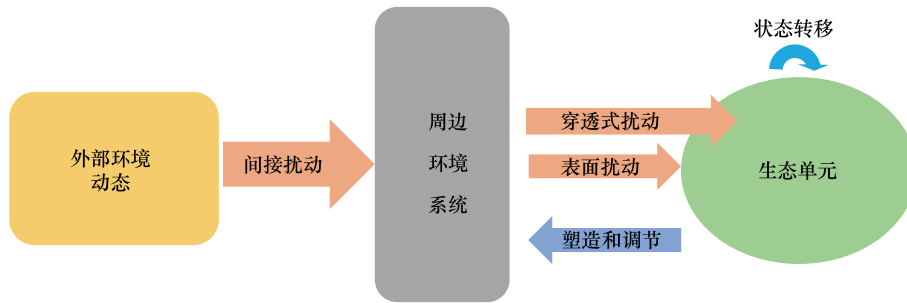 状态转移
外部环境
动态
间接扰动
周边
环境
系统
穿透式扰动
表面扰动
塑造和调节
生态单元